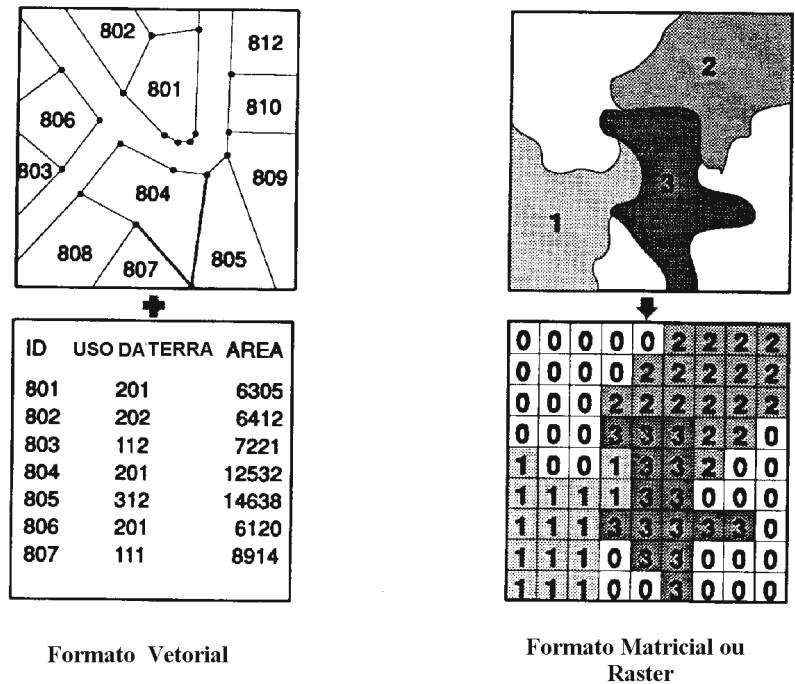 802
812
801
810
806
803
804
809
808
807
805
ID USO DA TERRA AREA
801 201 6305
802 202 6412
803 112 7221
804 201 12532
805 312 14638
806 201 6120
807 111 8914
Formato Vetorial
2
3
1
0 0 0 0 0 2 2 2 2
0 0 0 0 2 2 2 2 2
0 0 0 2 2 2 2 2 2
0 0 0 3 3 3 2 2 0
1 0 0 1 3 3 2 0 0
1 1 1 1 3 3 0 0 0
1 1 1 3 3 3 3 3 0
1 1 1 0 3 3 0 0 0
1 1 1 0 0 3 0 0 0
Formato Matricial ou
Raster